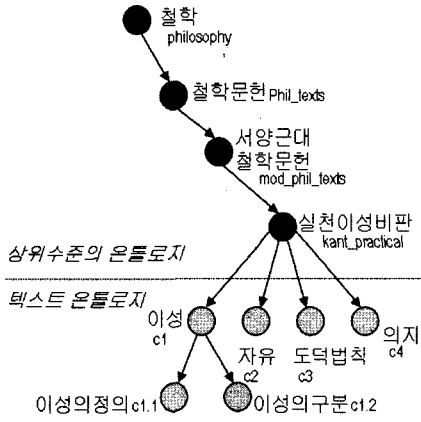 철학
philosophy
철학문헌 Phil_texts
서양근대
철학문헌
mod_phil_texts
실천이성비판
kant_practical
상위수준의 온톨로지
텍스트 온톨로지
이성
c1
자유
c2
도덕법칙
c3
의지
c4
이성의정의 c1.1
이성의구분 c1.2